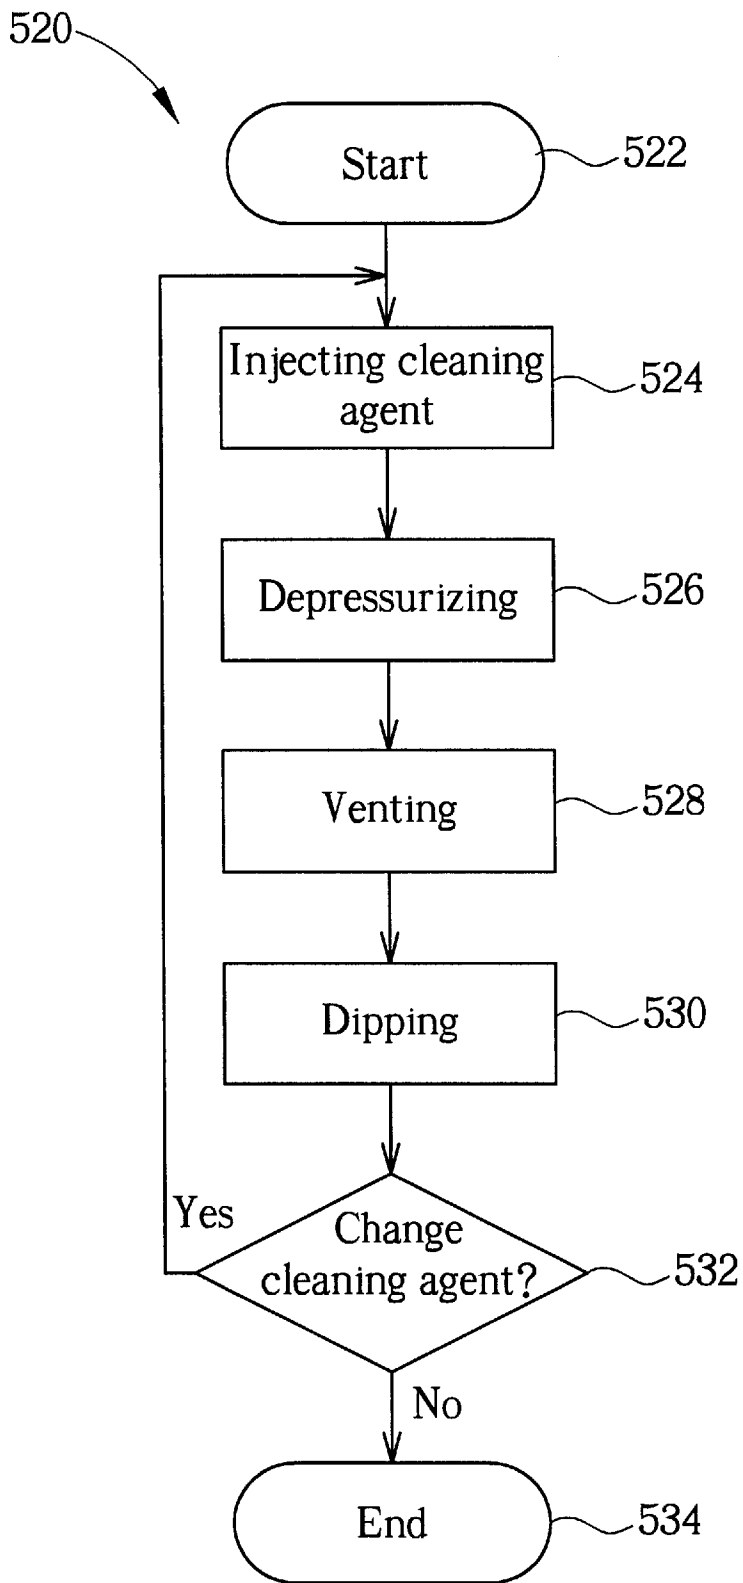 520
Start
522
Injecting cleaning
agent
524
Depressurizing
526
Venting
528
Dipping
530
Yes
Change
cleaning agent?
532
No
End
534